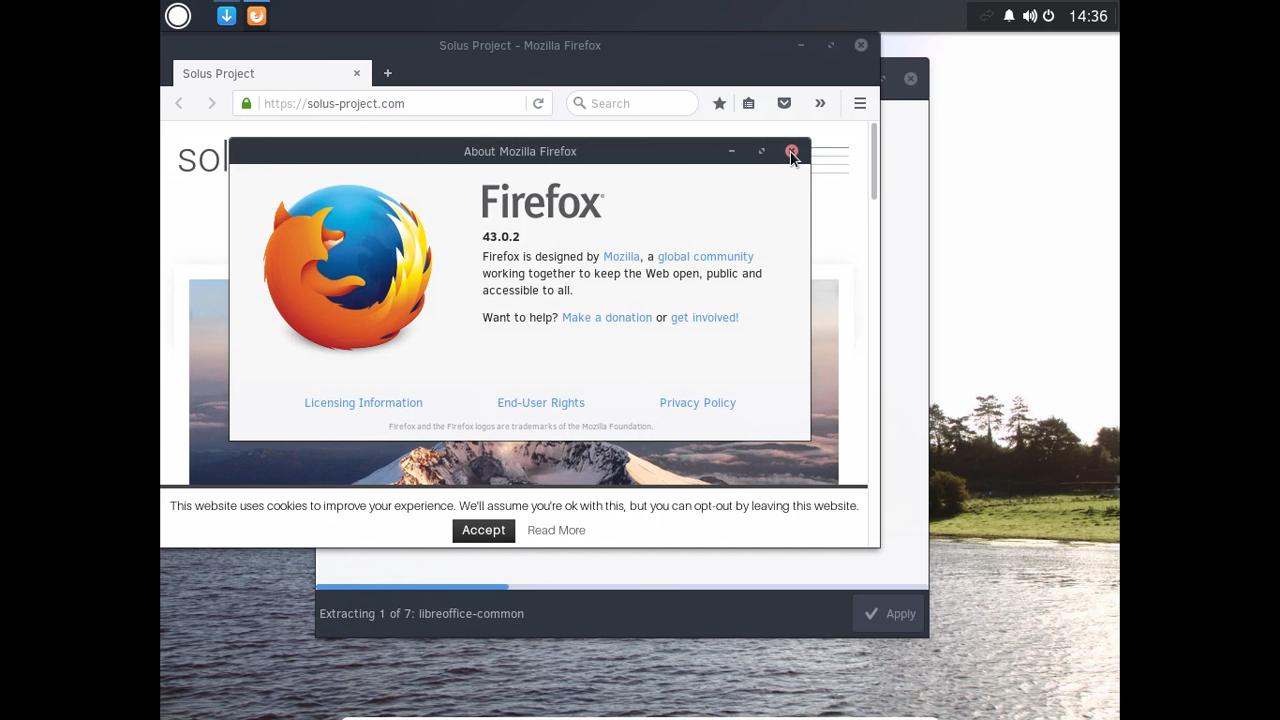 14:36
Solus Project - Mozilla Firefox
Solus Project
https://solus-project.com
Search
sol
About Mozilla Firefox
Firefox
43.0.2
Firefox is designed by Mozilla, a global community
working together to keep the Web open, public and
accessible to all.
Want to help? Make a donation or get involved!
Licensing Information End-User Rights Privacy Policy
Firefox and the Firefox logos are trademarks of the Mozilla Foundation.
This website uses cookies to improve your experience. We'll assume you're ok with this, but you can opt-out by leaving this website.
Accept Read More
Extracting 1 of 7: libreoffice-common
Apply